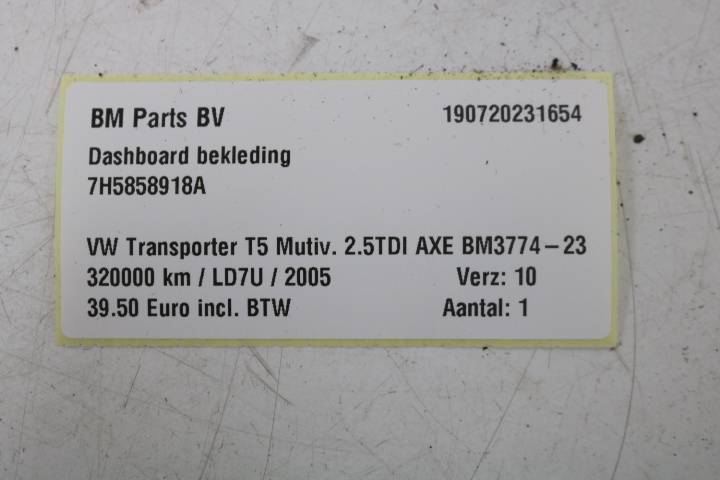 BM Parts BV 190720231654
Dashboard bekleding
7H5858918A
VW Transporter T5 Mutiv. 2.5TDI AXE BM3774-23
320000 km / LD7U / 2005 Verz: 10
39.50 Euro incl. BTW Aantal: 1